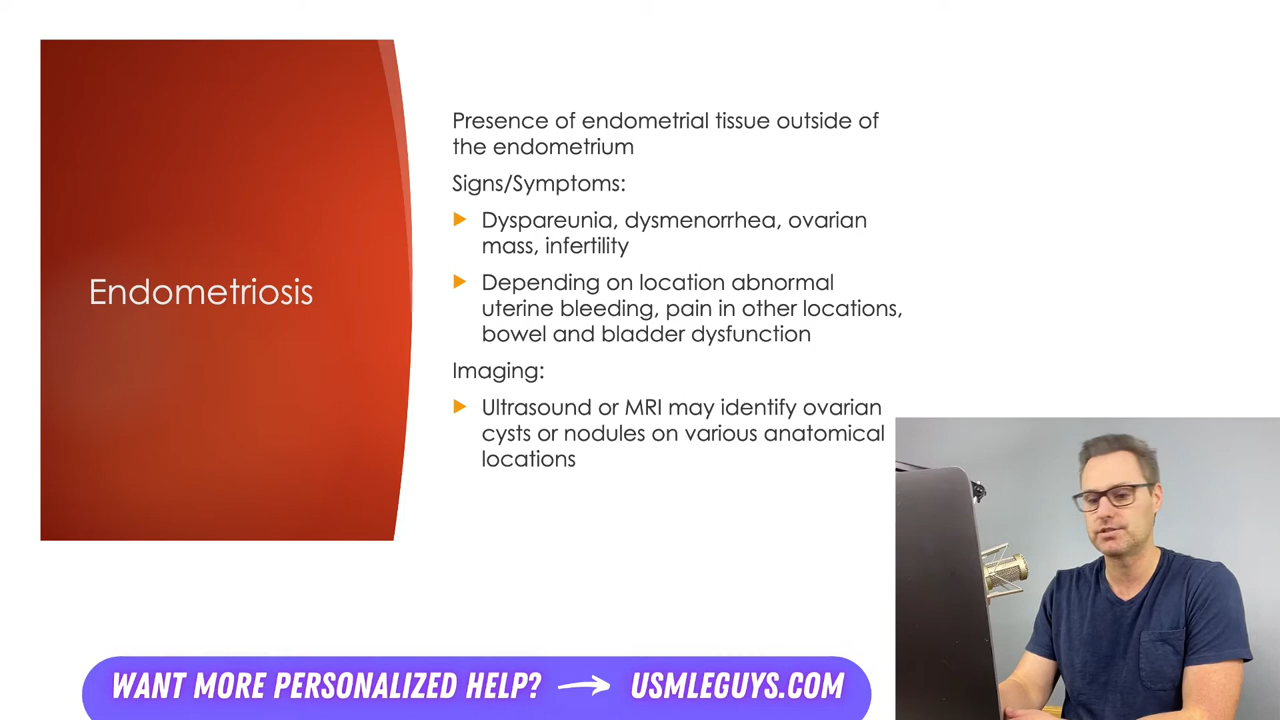 Endometriosis
Presence of endometrial tissue outside of
the endometrium
Signs/Symptoms:
Dyspareunia, dysmenorrhea, ovarian
mass, infertility
Depending on location abnormal
uterine bleeding, pain in other locations,
bowel and bladder dysfunction
Imaging:
Ultrasound or MRI may identify ovarian
cysts or nodules on various anatomical
locations
WANT MORE PERSONALIZED HELP? → USMLEGUYS.COM